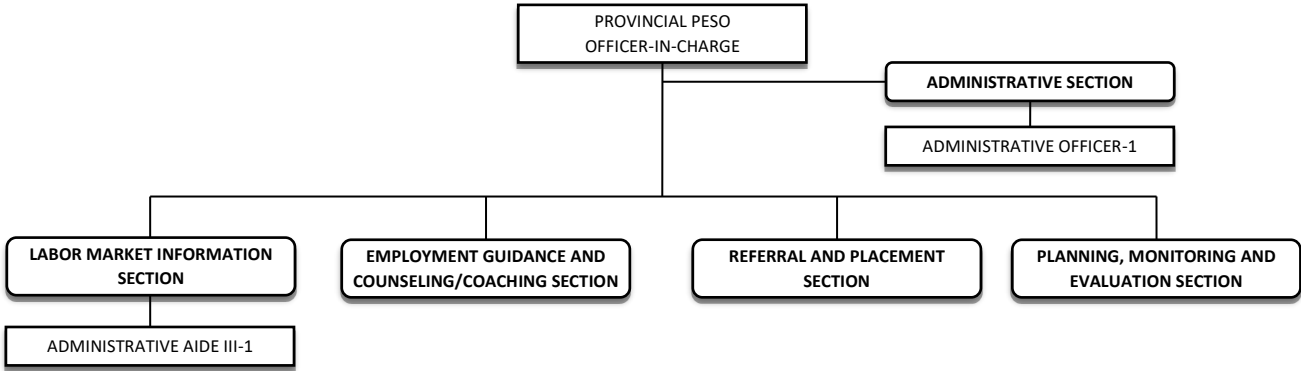 PROVINCIAL PESO
OFFICER-IN-CHARGE
ADMINISTRATIVE SECTION
ADMINISTRATIVE OFFICER-1
LABOR MARKET INFORMATION
SECTION
EMPLOYMENT GUIDANCE AND
COUNSELING/COACHING SECTION
REFERRAL AND PLACEMENT
SECTION
PLANNING, MONITORING AND
EVALUATION SECTION
ADMINISTRATIVE AIDE III-1